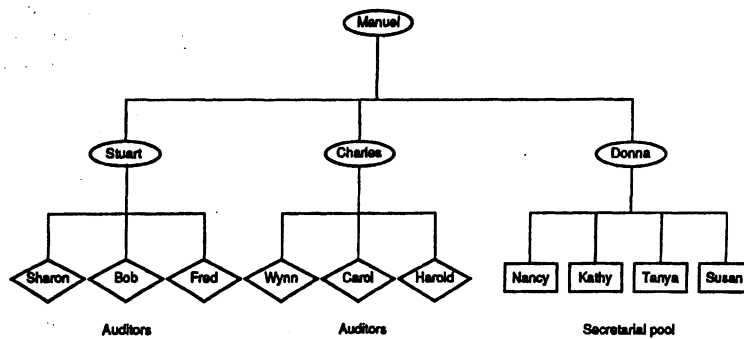 Manuel
Stuart Charles Donna
Sharon Bob Fred Wynn Carol Harold Nancy Kathy Tanya Susan
Auditors Auditors Secretarial pool